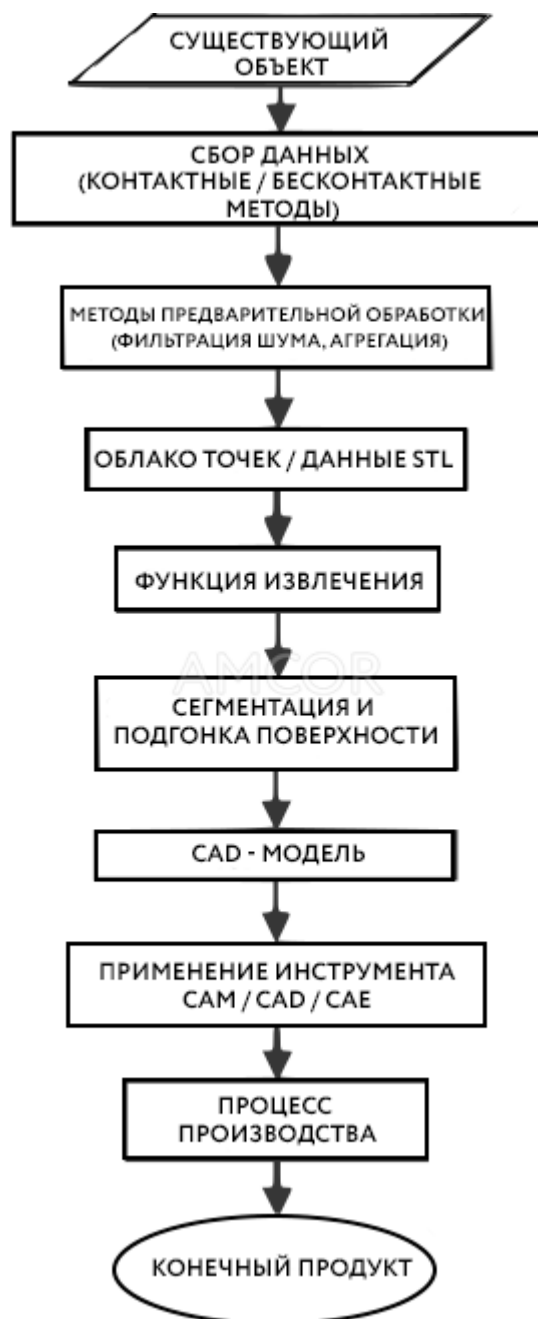 СУЩЕСТВУЮЩИЙ
ОБЪЕКТ
СБОР ДАННЫХ
(КОНТАКТНЫЕ / БЕСКОНТАКТНЫЕ
МЕТОДЫ)
МЕТОДЫ ПРЕДВАРИТЕЛЬНОЙ ОБРАБОТКИ
(ФИЛЬТРАЦИЯ ШУМА, АГРЕГАЦИЯ)
ОБЛАКО ТОЧЕК / ДАННЫЕ STL
ФУНКЦИЯ ИЗВЛЕЧЕНИЯ
AMCOR
СЕГМЕНТАЦИЯ И
ПОДГОНКА ПОВЕРХНОСТИ
CAD - МОДЕЛЬ
ПРИМЕНЕНИЕ ИНСТРУМЕНТА
CAM / CAD / CAE
ПРОЦЕСС
ПРОИЗВОДСТВА
КОНЕЧНЫЙ ПРОДУКТ